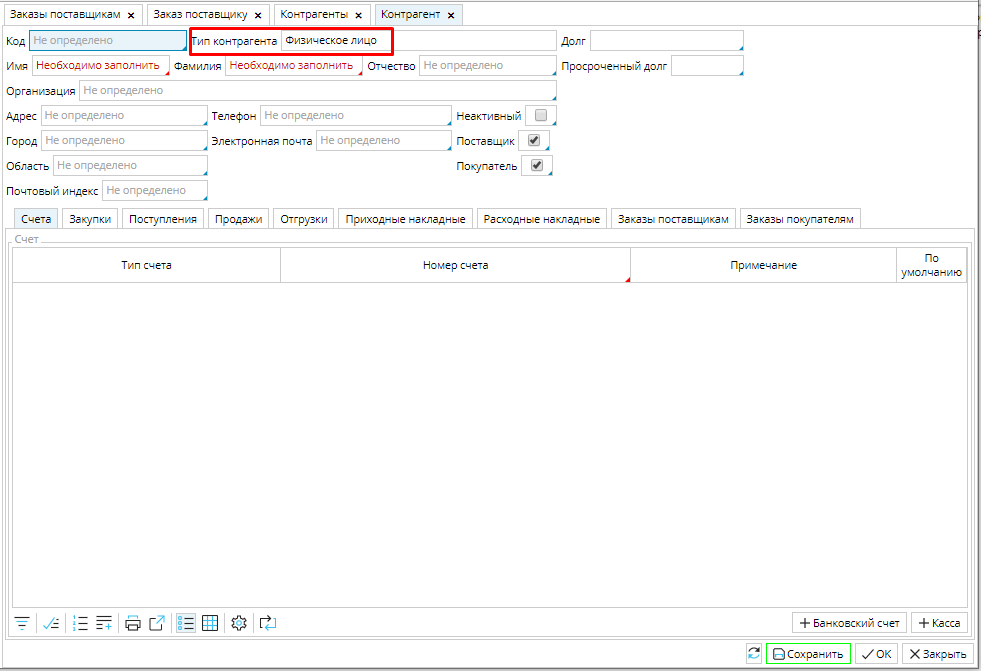 Заказы поставщикам × Заказ поставщику × Контрагенты × Контрагент ×
Код Не определено Тип контрагента Физическое лицо Долг
Имя Необходимо заполнить Фамилия Необходимо заполнить Отчество Не определено Просроченный долг
Организация Не определено
Адрес Не определено Телефон Не определено Неактивный
Город Не определено Электронная почта Не определено Поставщик
Область Не определено Покупатель
Почтовый индекс Не определено
Счета Закупки Поступления Продажи Отгрузки Приходные накладные Расходные накладные Заказы поставщикам Заказы покупателям
Счет
Тип счета Номер счета Примечание По умолчанию
+ Банковский счет + Касса
Сохранить OK Закрыть